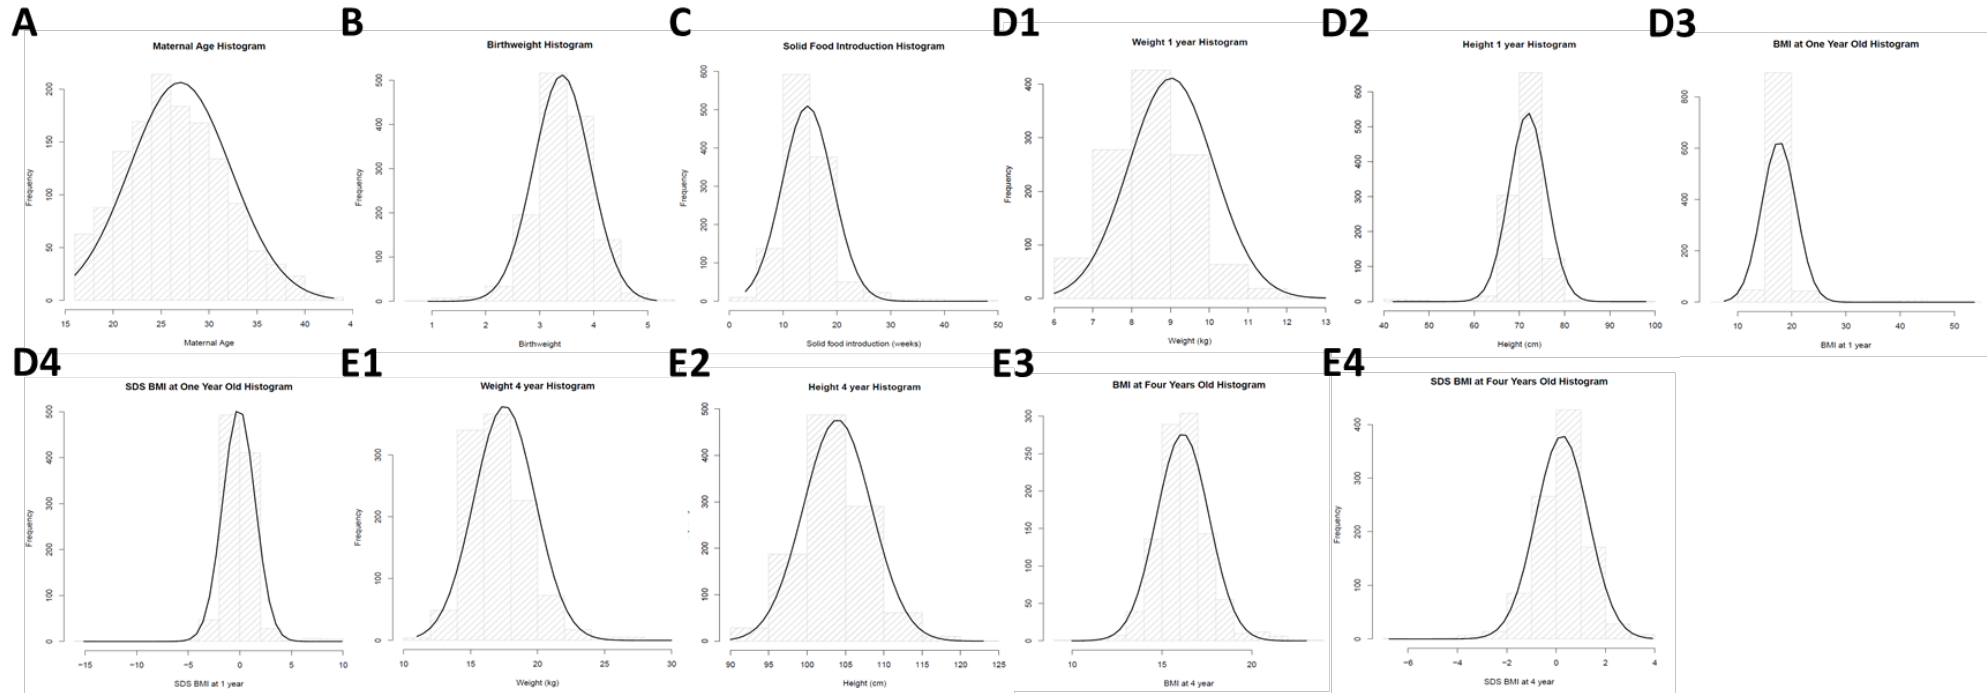 A
B
C
D1
D2
D3
Maternal Age Histogram
Frequency
0 50 100 150 200
15 20 25 30 35 40 4
Maternal Age
Birthweight Histogram
Frequency
0 100 200 300 400 500
1 2 3 4 5
Birthweight
Solid Food Introduction Histogram
Frequency
0 100 200 300 400 500 600
0 10 20 30 40 50
Solid food introduction (weeks)
Weight 1 year Histogram
Frequency
0 100 200 300 400
6 7 8 9 10 11 12 13
Weight (kg)
Height 1 year Histogram
Frequency
0 100 200 300 400 500 600
40 50 60 70 80 90 100
Height (cm)
BMI at One Year Old Histogram
Frequency
0 200 400 600 800
10 20 30 40 50
BMI at 1 year
D4
E1
E2
E3
E4
SDS BMI at One Year Old Histogram
Frequency
0 100 200 300 400 500
−15 −10 −5 0 5 10
SDS BMI at 1 year
Weight 4 year Histogram
Frequency
0 100 200 300
10 15 20 25 30
Weight (kg)
Height 4 year Histogram
0 100 200 300 400 500
90 95 100 105 110 115 120 125
Height (cm)
BMI at Four Years Old Histogram
Frequency
0 50 100 150 200 250 300
10 15 20
BMI at 4 year
SDS BMI at Four Years Old Histogram
Frequency
0 100 200 300 400
−6 −4 −2 0 2 4
SDS BMI at 4 year